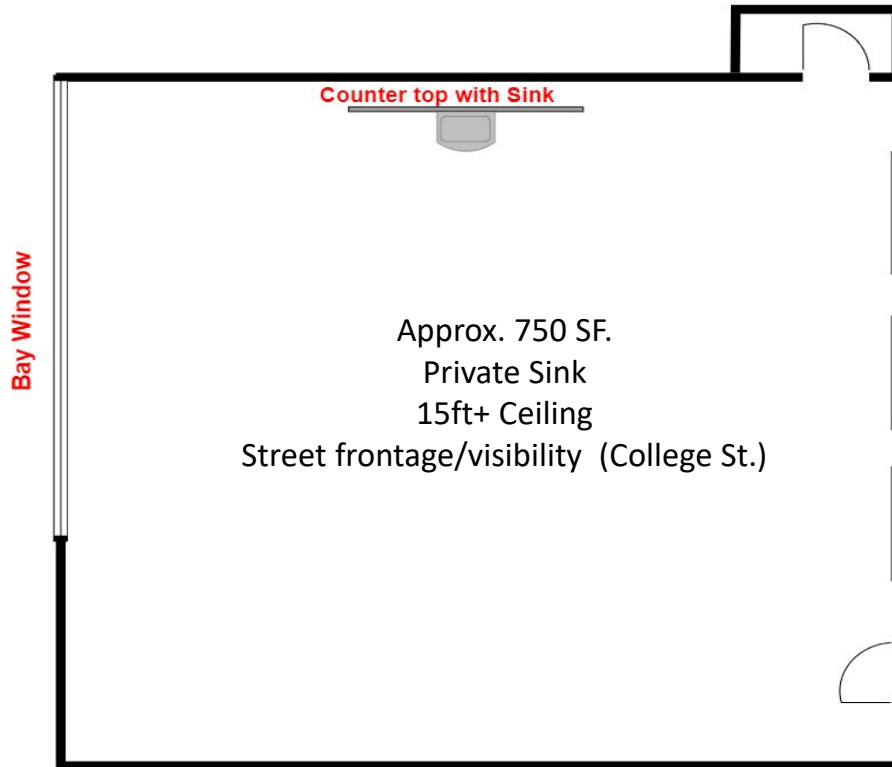 Counter top with Sink
Bay Window
Approx. 750 SF.
Private Sink
15ft+ Ceiling
Street frontage/visibility  (College St.)